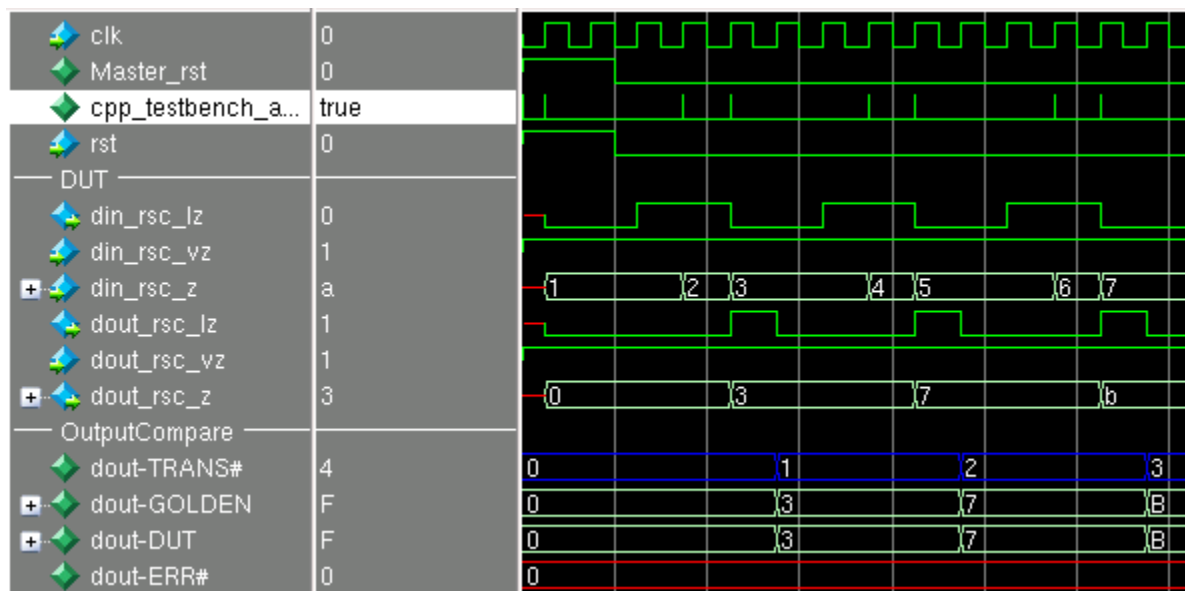 clk 0
Master_rst 0
cpp_testbench_a... true
rst 0
DUT
din_rsc_lz 0
din_rsc_vz 1
din_rsc_z a 1 2 3 4 5 6 7
dout_rsc_lz 1
dout_rsc_vz 1
dout_rsc_z 3 0 3 7 b
OutputCompare
dout-TRANS# 4 0 1 2 3
dout-GOLDEN F 0 3 7 B
dout-DUT F 0 3 7 B
dout-ERR# 0 0